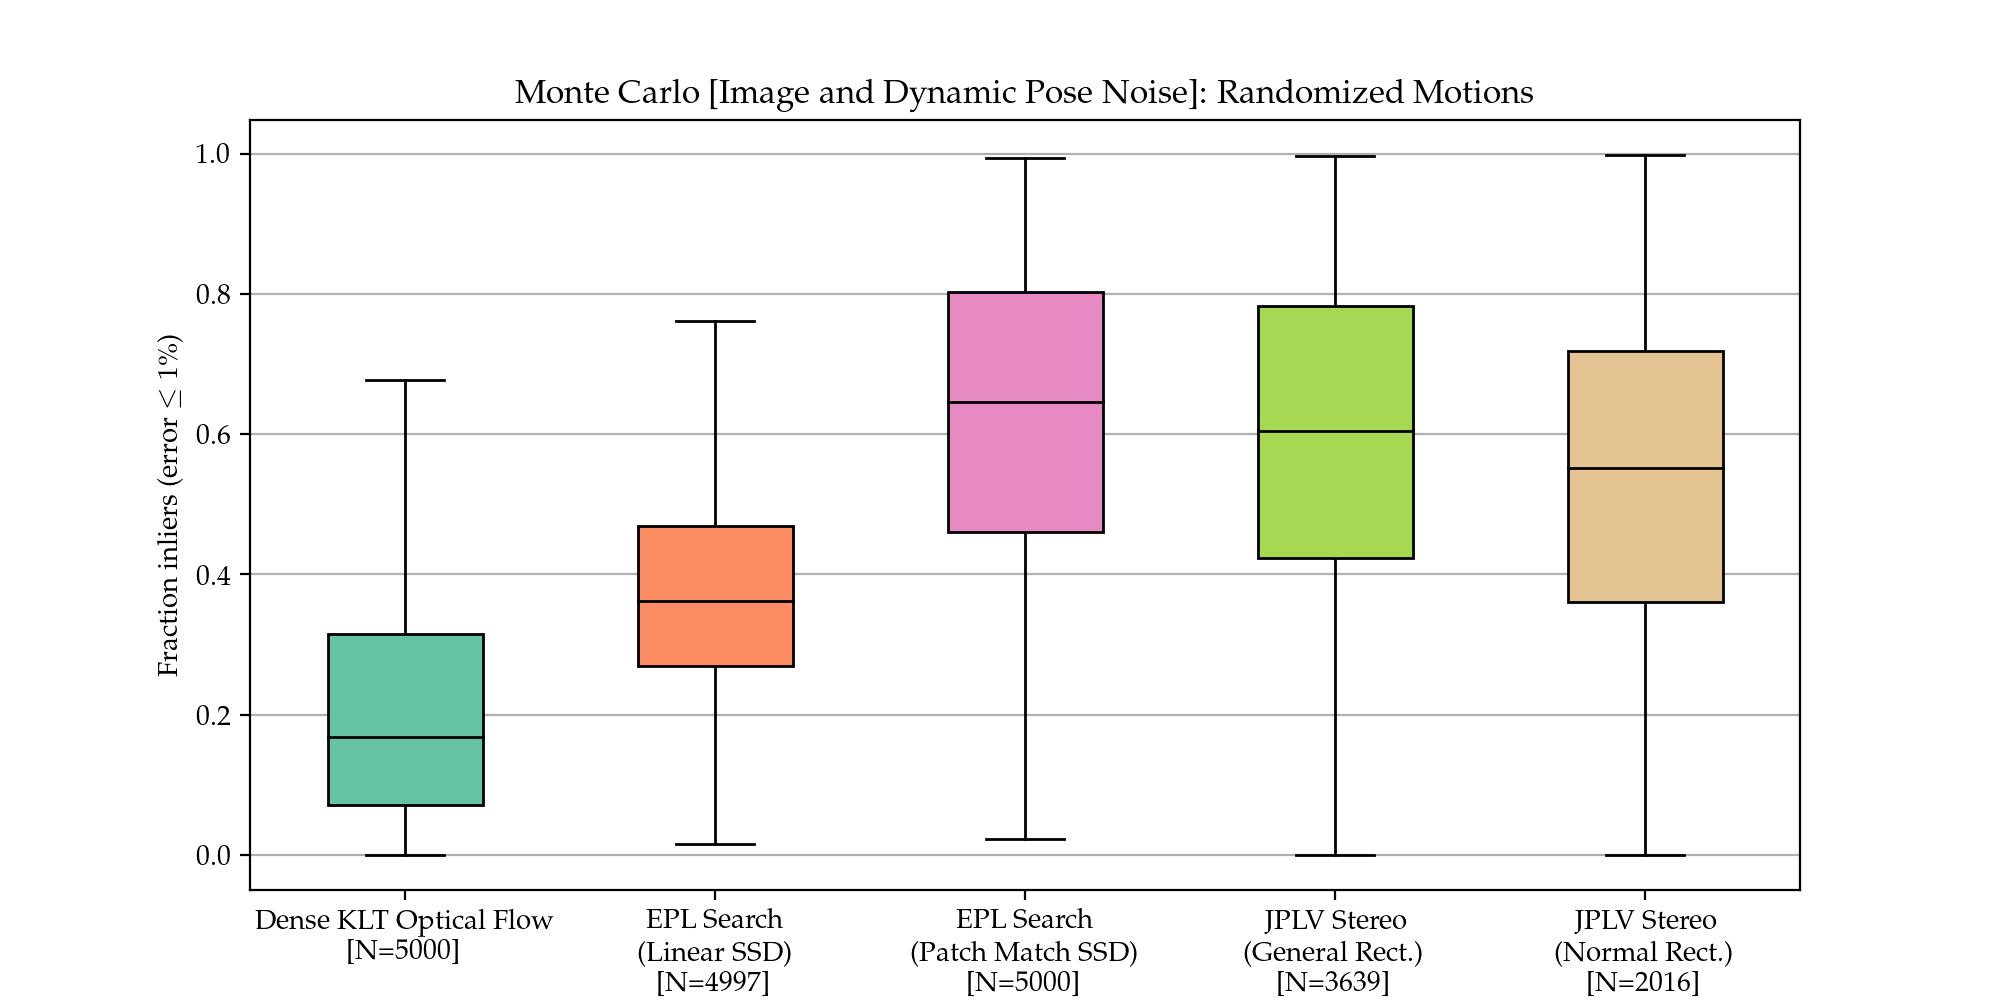 Monte Carlo [Image and Dynamic Pose Noise]: Randomized Motions
Fraction inliers (error ≤ 1%)
1.0
0.8
0.6
0.4
0.2
0.0
Dense KLT Optical Flow
[N=5000]
EPL Search
(Linear SSD)
[N=4997]
EPL Search
(Patch Match SSD)
[N=5000]
JPLV Stereo
(General Rect.)
[N=3639]
JPLV Stereo
(Normal Rect.)
[N=2016]